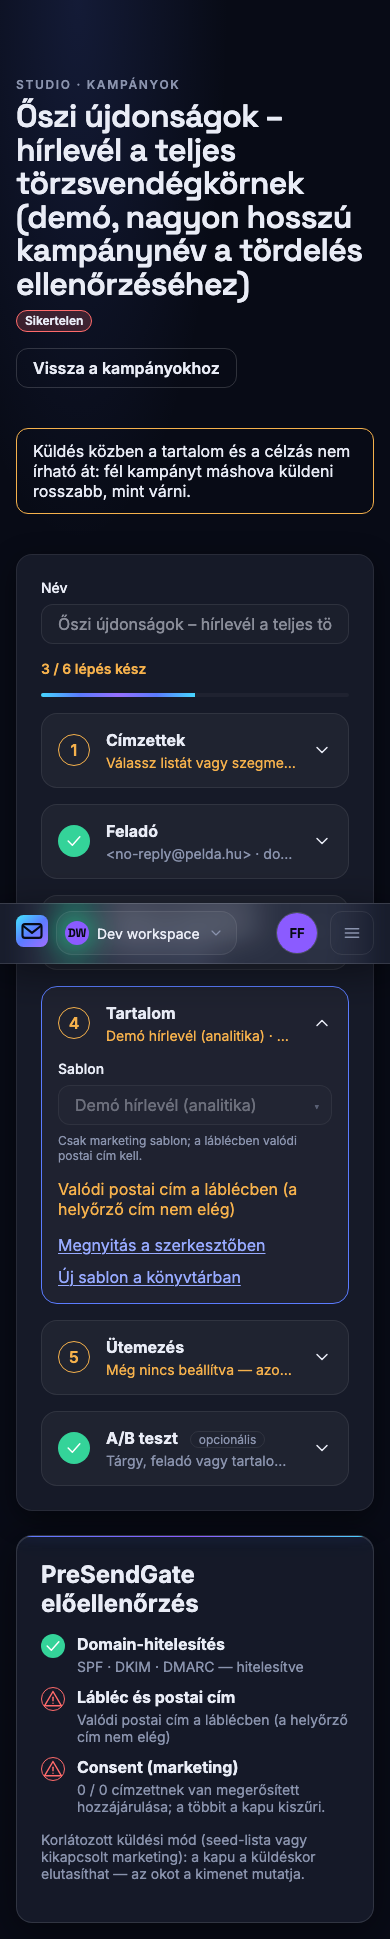 STUDIO · KAMPÁNYOK
Őszi újdonságok –
hírlevél a teljes
törzsvendégkörnek
(demó, nagyon hosszú
kampánynév a tördelés
ellenőrzéséhez)
Sikertelen
Vissza a kampányokhoz
Küldés közben a tartalom és a célzás nem
írható át: fél kampányt máshova küldeni
rosszabb, mint várni.
Név
Őszi újdonságok – hírlevél a teljes tö
3 / 6 lépés kész
1
Címzettek
Válassz listát vagy szegme...
Feladó
<no-reply@pelda.hu> · do...
DW
Dev workspace
FF
4
Tartalom
Demó hírlevél (analitika) · ...
Sablon
Demó hírlevél (analitika)
Csak marketing sablon; a láblécben valódi
postai cím kell.
Valódi postai cím a láblécben (a
helyőrző cím nem elég)
Megnyitás a szerkesztőben
Új sablon a könyvtárban
5
Ütemezés
Még nincs beállítva — azo...
A/B teszt opcionális
Tárgy, feladó vagy tartalo...
PreSendGate
előellenőrzés
Domain-hitelesítés
SPF · DKIM · DMARC — hitelesítve
Lábléc és postai cím
Valódi postai cím a láblécben (a helyőrző
cím nem elég)
Consent (marketing)
0 / 0 címzettnek van megerősített
hozzájárulása; a többit a kapu kiszűri.
Korlátozott küldési mód (seed-lista vagy
kikapcsolt marketing): a kapu a küldéskor
elutasíthat — az okot a kimenet mutatja.